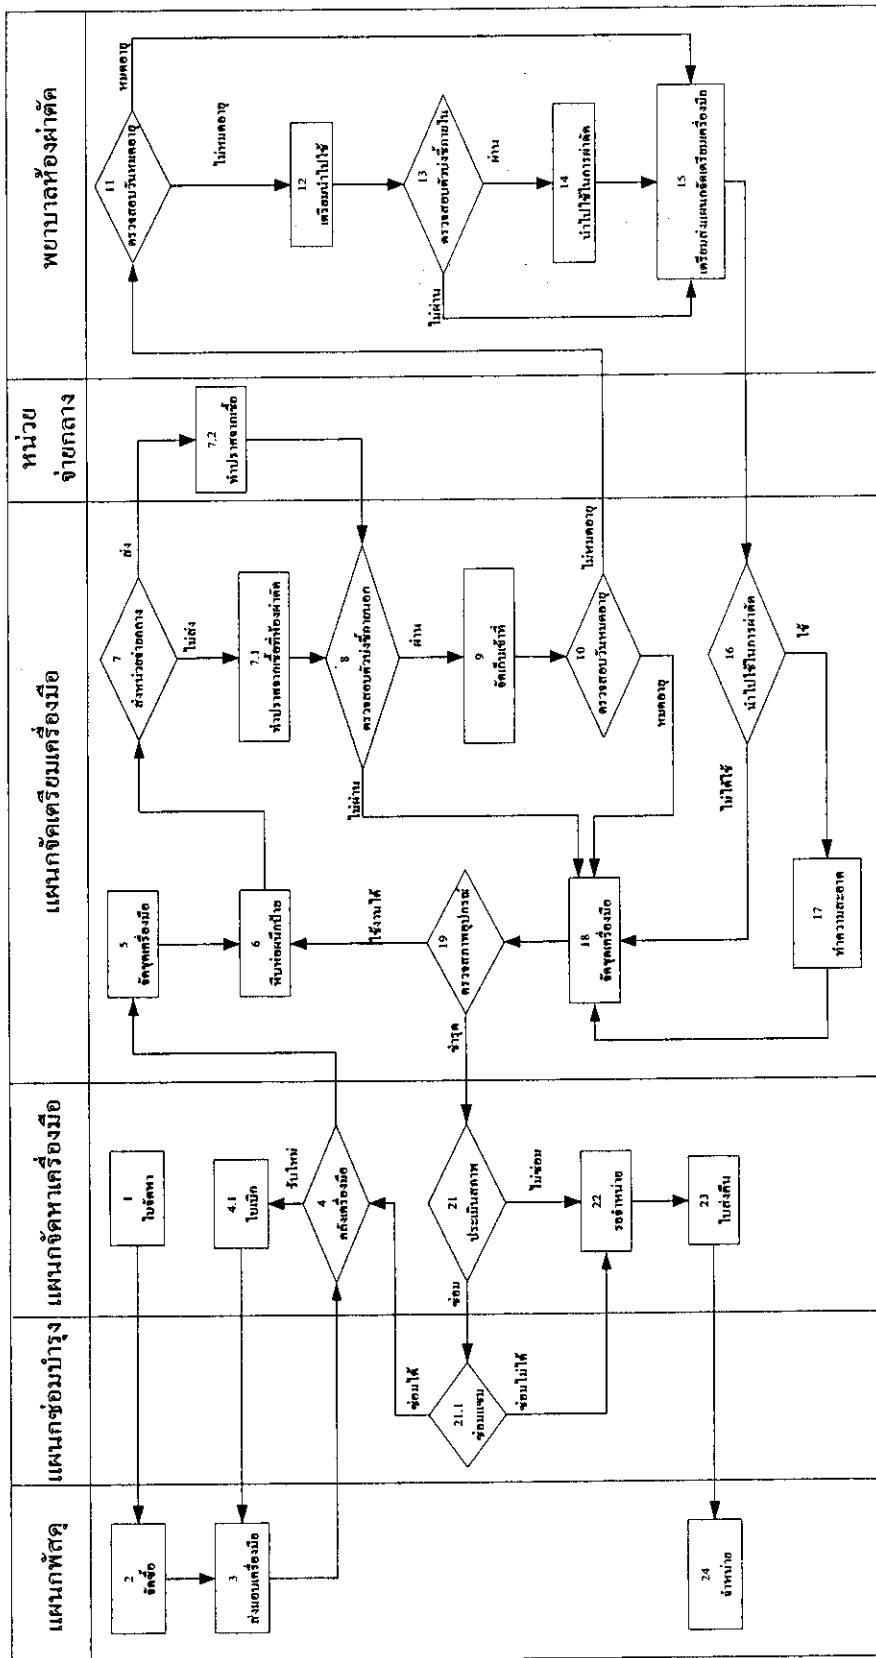 แผนกพัสดุ
แผนกซ่อมบำรุง
แผนกจัดหาเครื่องมือ
แผนกจัดเตรียมเครื่องมือ
หน่วย
จ่ายกลาง
พยาบาลห้องผ่าตัด
1
ใบจัดหา
2
จัดซื้อ
3
ส่งมอบเครื่องมือ
4.1
ใบเบิก
รับใหม่
4
คลังเครื่องมือ
5
จัดชุดเครื่องมือ
6
หีบห่อผนึกป้าย
7
ส่งหน่วยจ่ายกลาง
ส่ง
ไม่ส่ง
7.1
ทำปราศจากเชื้อที่ห้องผ่าตัด
7.2
ทำปราศจากเชื้อ
8
ตรวจสอบตัวบ่งชี้ภายนอก
ผ่าน
ไม่ผ่าน
9
จัดเก็บเข้าที่
10
ตรวจสอบวันหมดอายุ
ไม่หมดอายุ
หมดอายุ
11
ตรวจสอบวันหมดอายุ
หมดอายุ
ไม่หมดอายุ
12
เตรียมนำไปใช้
13
ตรวจสอบตัวบ่งชี้ภายใน
ผ่าน
ไม่ผ่าน
14
นำไปใช้ในการผ่าตัด
15
เตรียมส่งแผนกจัดเตรียมเครื่องมือ
16
นำไปใช้ในการผ่าตัด
ใช้
ไม่ได้ใช้
17
ทำความสะอาด
18
จัดชุดเครื่องมือ
19
ตรวจสภาพอุปกรณ์
ใช้งานได้
ชำรุด
21
ประเมินสภาพ
ไม่ซ่อม
ซ่อม
21.1
ซ่อมแซม
ซ่อมได้
ซ่อมไม่ได้
22
รอจำหน่าย
23
ใบส่งคืน
24
จำหน่าย